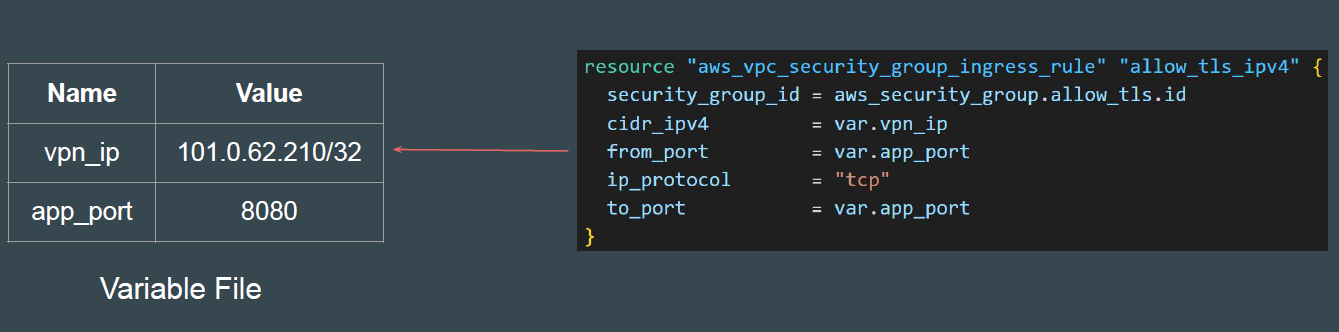 Name Value
vpn_ip 101.0.62.210/32
app_port 8080
Variable File
resource "aws_vpc_security_group_ingress_rule" "allow_tls_ipv4" {
  security_group_id = aws_security_group.allow_tls.id
  cidr_ipv4         = var.vpn_ip
  from_port         = var.app_port
  ip_protocol       = "tcp"
  to_port           = var.app_port
}